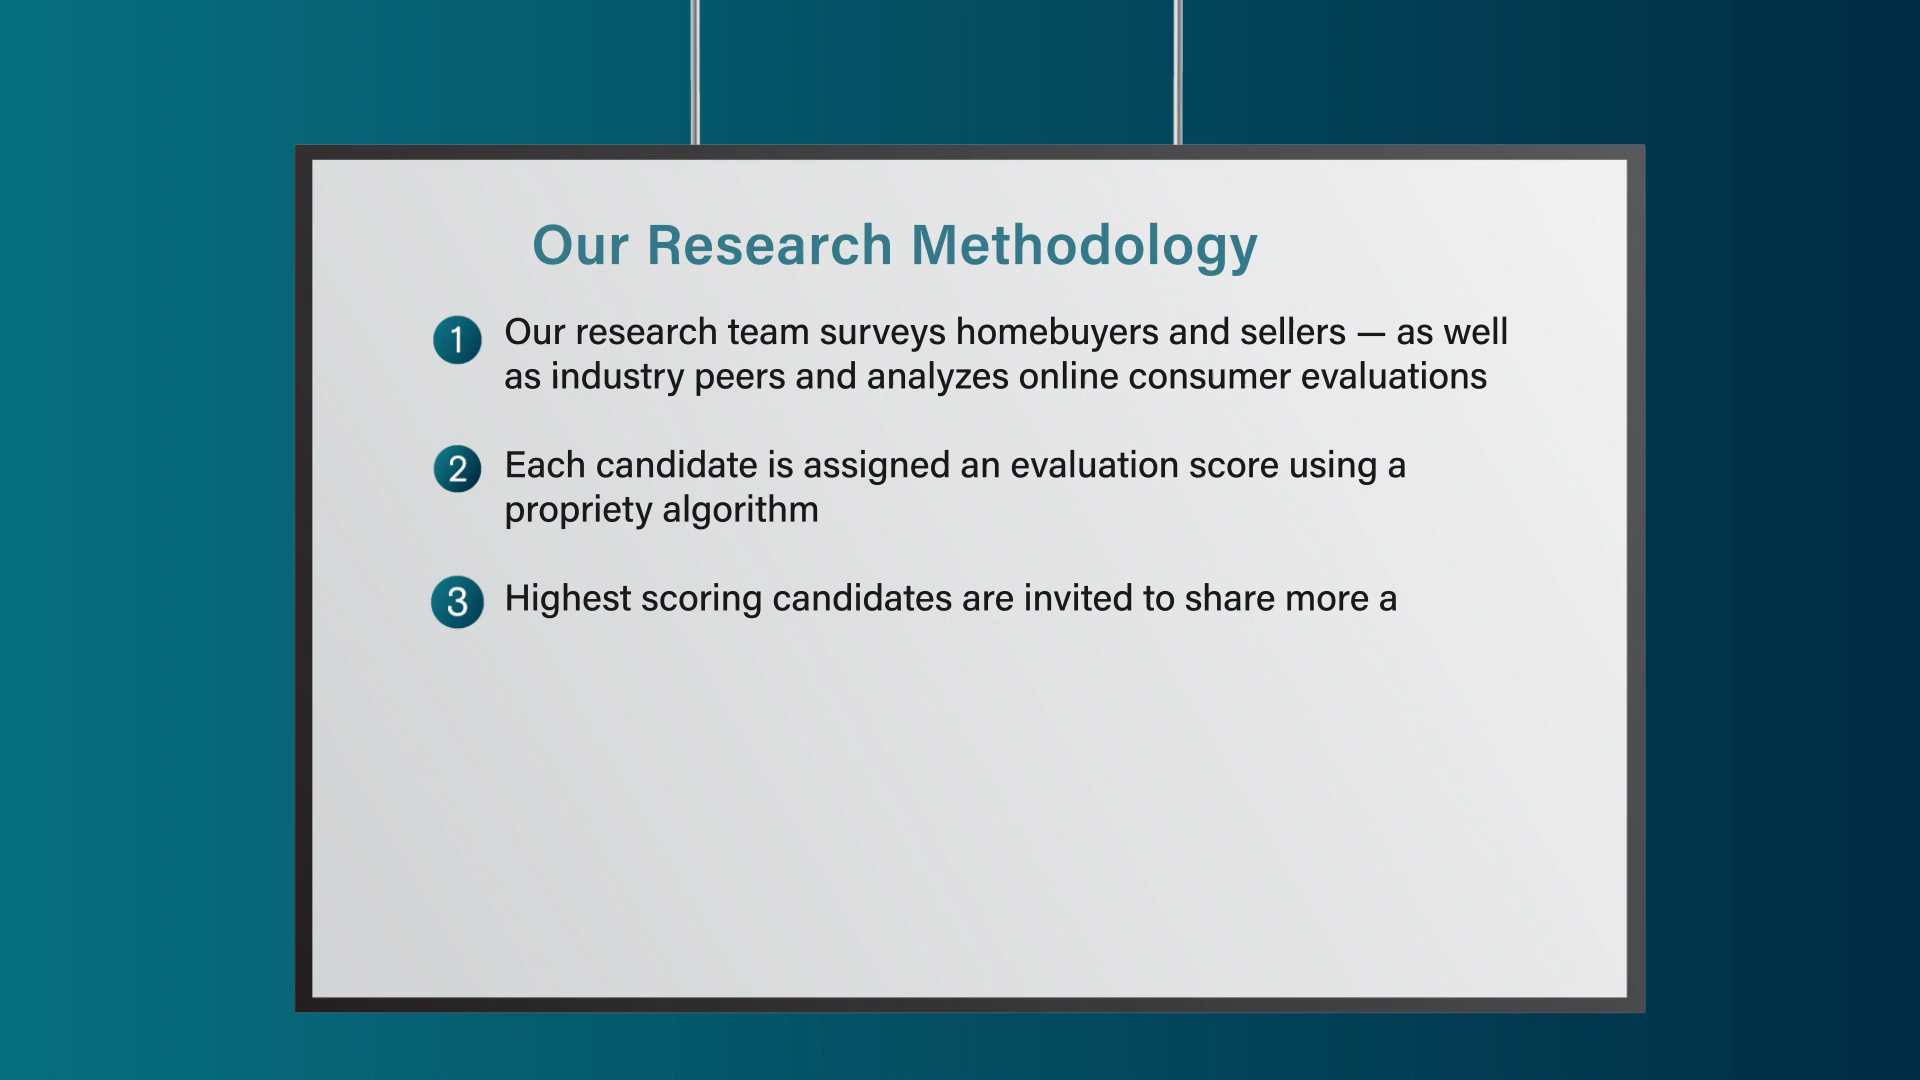 Our Research Methodology
1 Our research team surveys homebuyers and sellers — as well
as industry peers and analyzes online consumer evaluations
2 Each candidate is assigned an evaluation score using a
propriety algorithm
3 Highest scoring candidates are invited to share more a